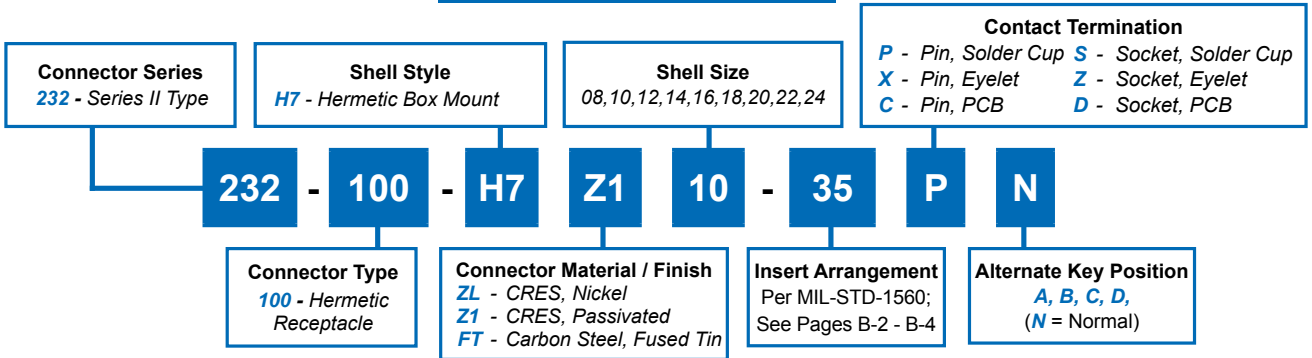 Connector Series
232 - Series II Type
Shell Style
H7 - Hermetic Box Mount
Shell Size
08,10,12,14,16,18,20,22,24
Contact Termination
P - Pin, Solder Cup S - Socket, Solder Cup
X - Pin, Eyelet Z - Socket, Eyelet
C - Pin, PCB D - Socket, PCB
232 - 100 - H7 Z1 10 - 35 P N
Connector Type
100 - Hermetic
Receptacle
Connector Material / Finish
ZL - CRES, Nickel
Z1 - CRES, Passivated
FT - Carbon Steel, Fused Tin
Insert Arrangement
Per MIL-STD-1560;
See Pages B-2 - B-4
Alternate Key Position
A, B, C, D,
(N = Normal)